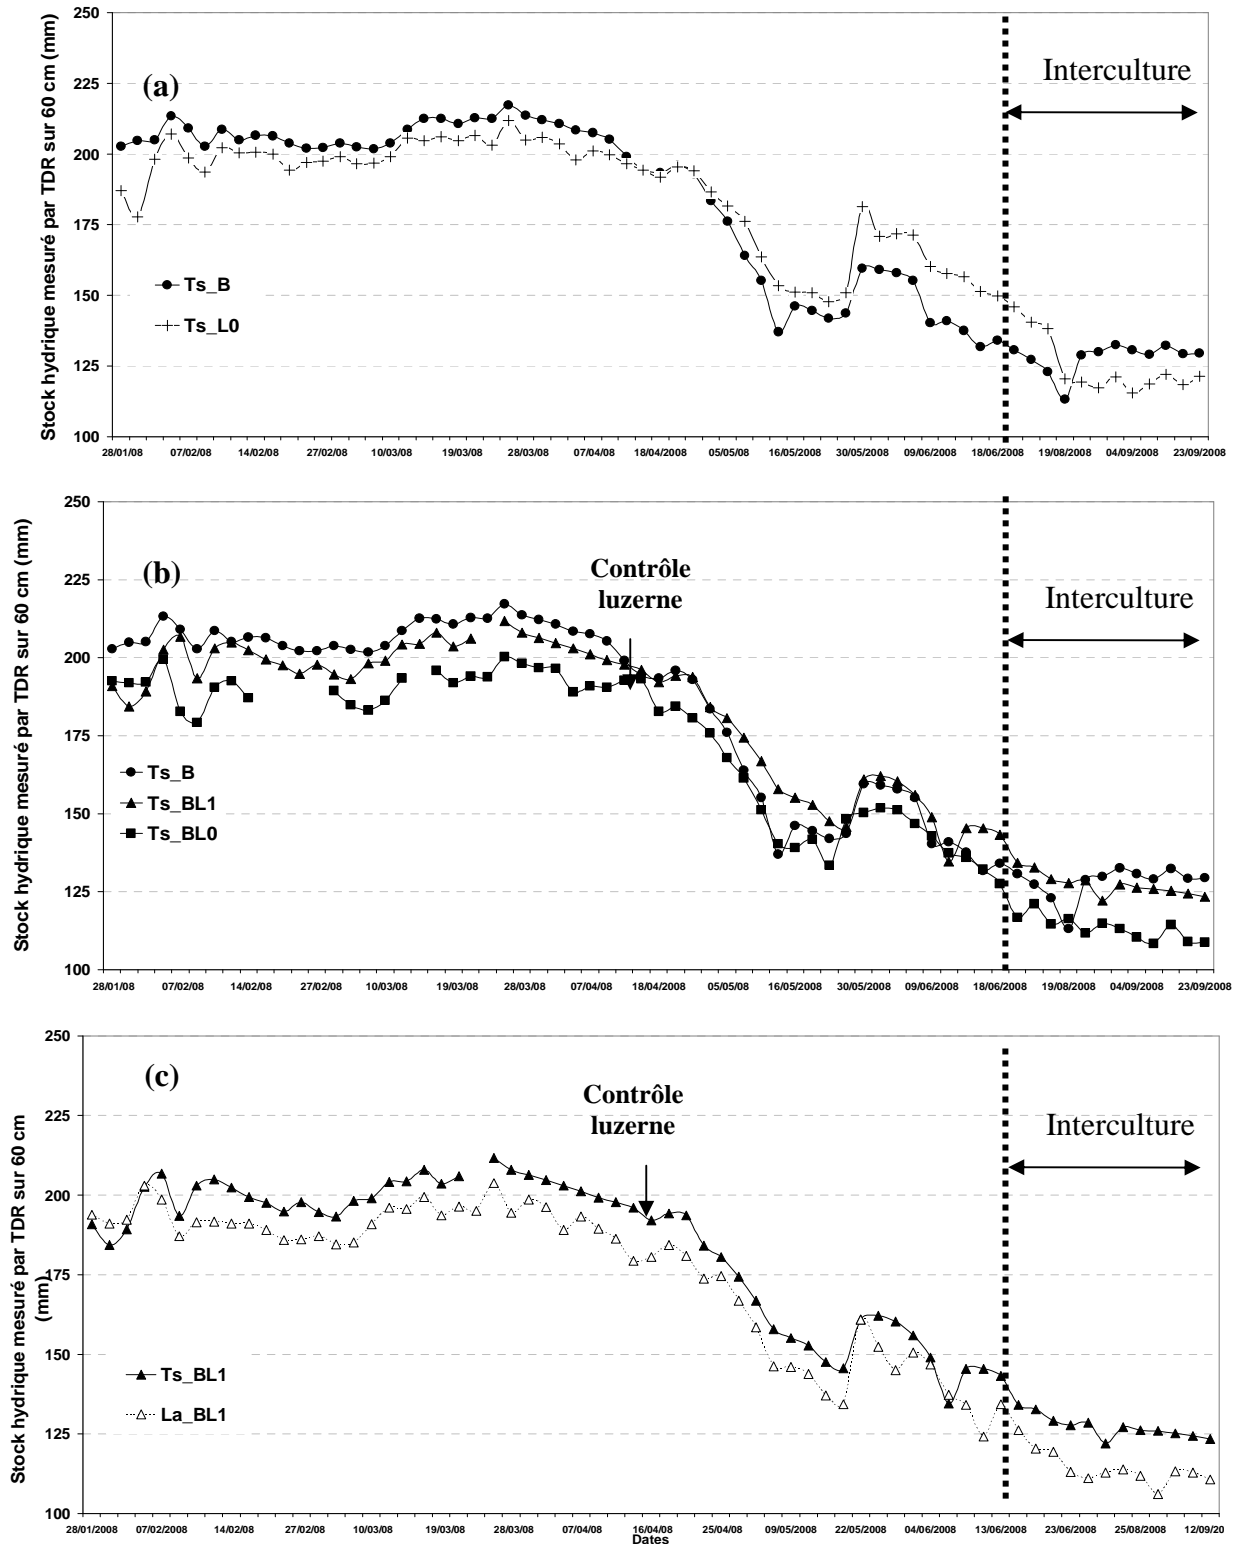 Stock hydrique mesuré par TDR sur 60 cm (mm)
250
225
200
175
150
125
100
(a)
Interculture
Ts_B
Ts_L0
28/01/08 07/02/08 14/02/08 27/02/08 10/03/08 19/03/08 28/03/08 07/04/08 18/04/2008 05/05/2008 16/05/2008 30/05/2008 09/06/2008 18/06/2008 19/08/2008 04/09/2008 23/09/2008
Stock hydrique mesuré par TDR sur 60 cm (mm)
250
225
200
175
150
125
100
(b)
Contrôle
luzerne
Interculture
Ts_B
Ts_BL1
Ts_BL0
28/01/08 07/02/08 14/02/08 27/02/08 10/03/08 19/03/08 28/03/08 07/04/08 18/04/2008 05/05/2008 16/05/2008 30/05/2008 09/06/2008 18/06/2008 19/08/2008 04/09/2008 23/09/2008
Stock hydrique mesuré par TDR sur 60 cm
(mm)
250
225
200
175
150
125
100
(c)
Contrôle
luzerne
Interculture
Ts_BL1
La_BL1
28/01/2008 07/02/2008 14/02/08 27/02/08 10/03/08 19/03/08 28/03/08 07/04/08 16/04/08 25/04/08 09/05/2008 22/05/2008 04/06/2008 13/06/2008 23/06/2008 25/08/2008 12/09/20
Dates